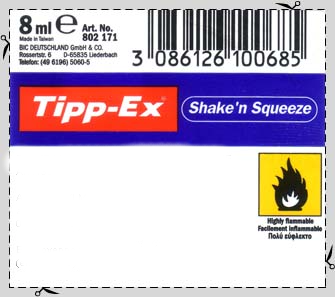 8 ml e Art. No.
Made in Taiwan 802 171
BIC DEUTSCHLAND GmbH & CO.
Rossertstr. 6 D-65835 Liederbach
Telefon: (49 6196) 5060-5
3 086126 100685
Tipp-Ex Shake'n Squeeze
Highly flammable
Facilement inflammable
Πολύ εύφλεκτο